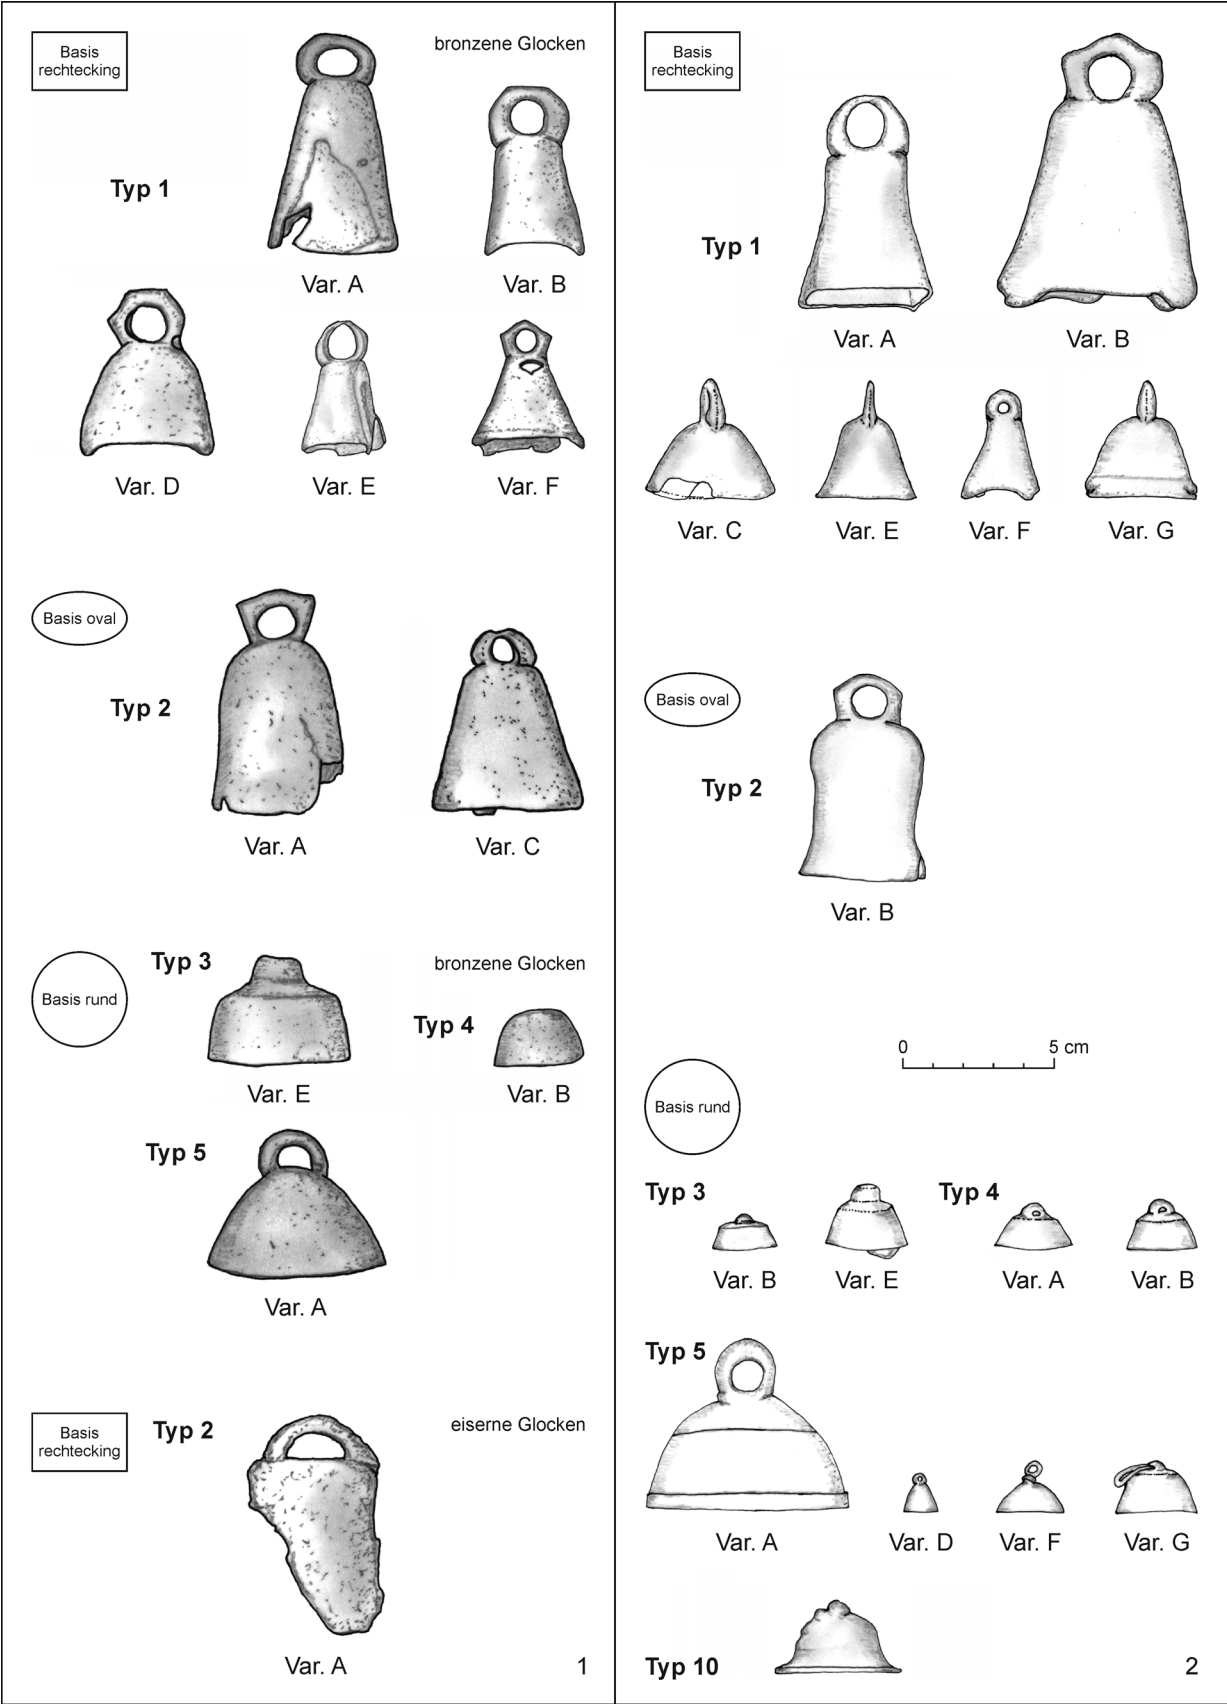 Basis
rechtecking
bronzene Glocken
Typ 1
Var. A
Var. B
Var. D
Var. E
Var. F
Basis oval
Typ 2
Var. A
Var. C
Basis rund
Typ 3
bronzene Glocken
Typ 4
Var. E
Var. B
Typ 5
Var. A
Basis
rechtecking
Typ 2
eiserne Glocken
Var. A
1
Basis
rechtecking
Typ 1
Var. A
Var. B
Var. C
Var. E
Var. F
Var. G
Basis oval
Typ 2
Var. B
0
5 cm
Basis rund
Typ 3
Typ 4
Var. B
Var. E
Var. A
Var. B
Typ 5
Var. A
Var. D
Var. F
Var. G
Typ 10
2